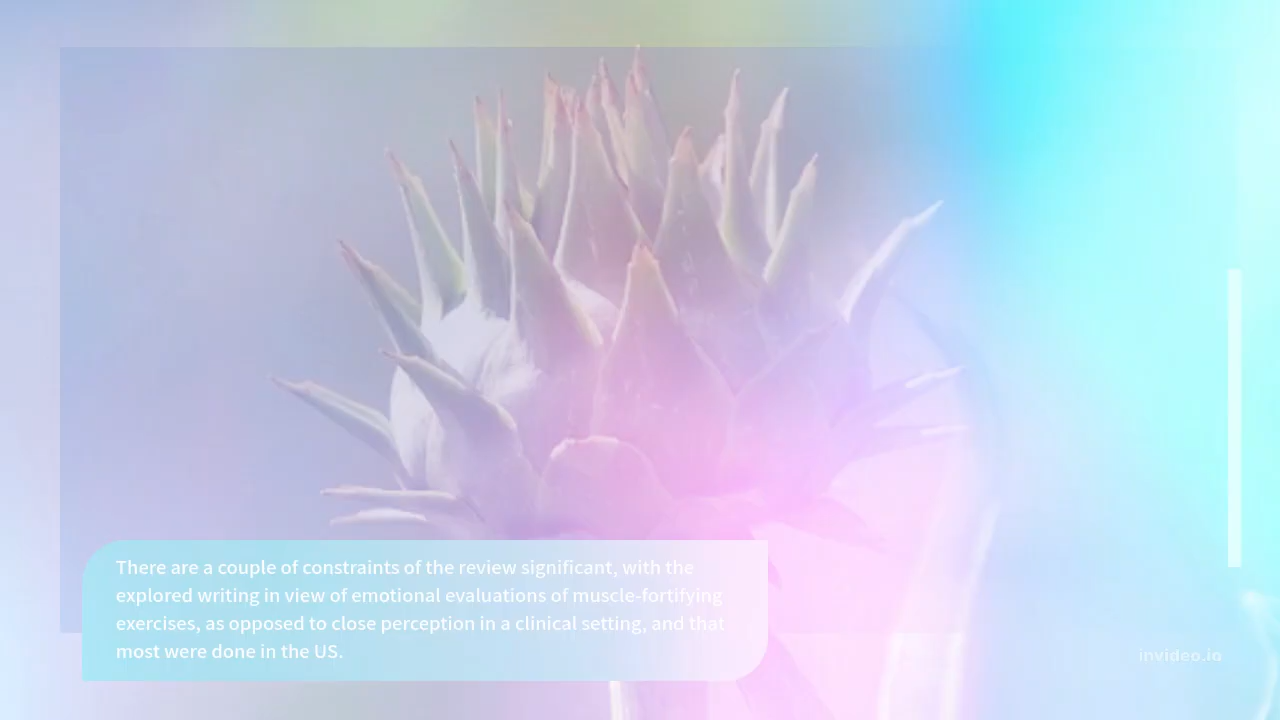 There are a couple of constraints of the review significant, with the
explored writing in view of emotional evaluations of muscle-fortifying
exercises, as opposed to close perception in a clinical setting, and that
most were done in the US.
invideo.io